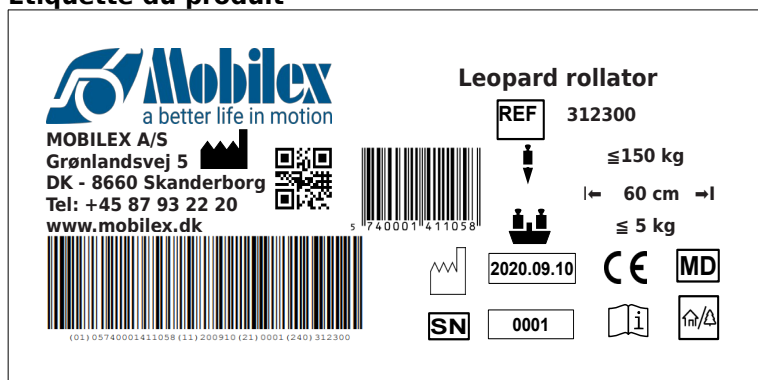 Étiquette du produit
Mobilex
a better life in motion
MOBILEX A/S
Grønlandsvej 5
DK - 8660 Skanderborg
Tel: +45 87 93 22 20
www.mobilex.dk
5 740001 411058
(01)05740001411058(11)200910(21)0001(240)312300
Leopard rollator
REF 312300
≦150 kg
60 cm
≦ 5 kg
2020.09.10 CE MD
SN 0001 i